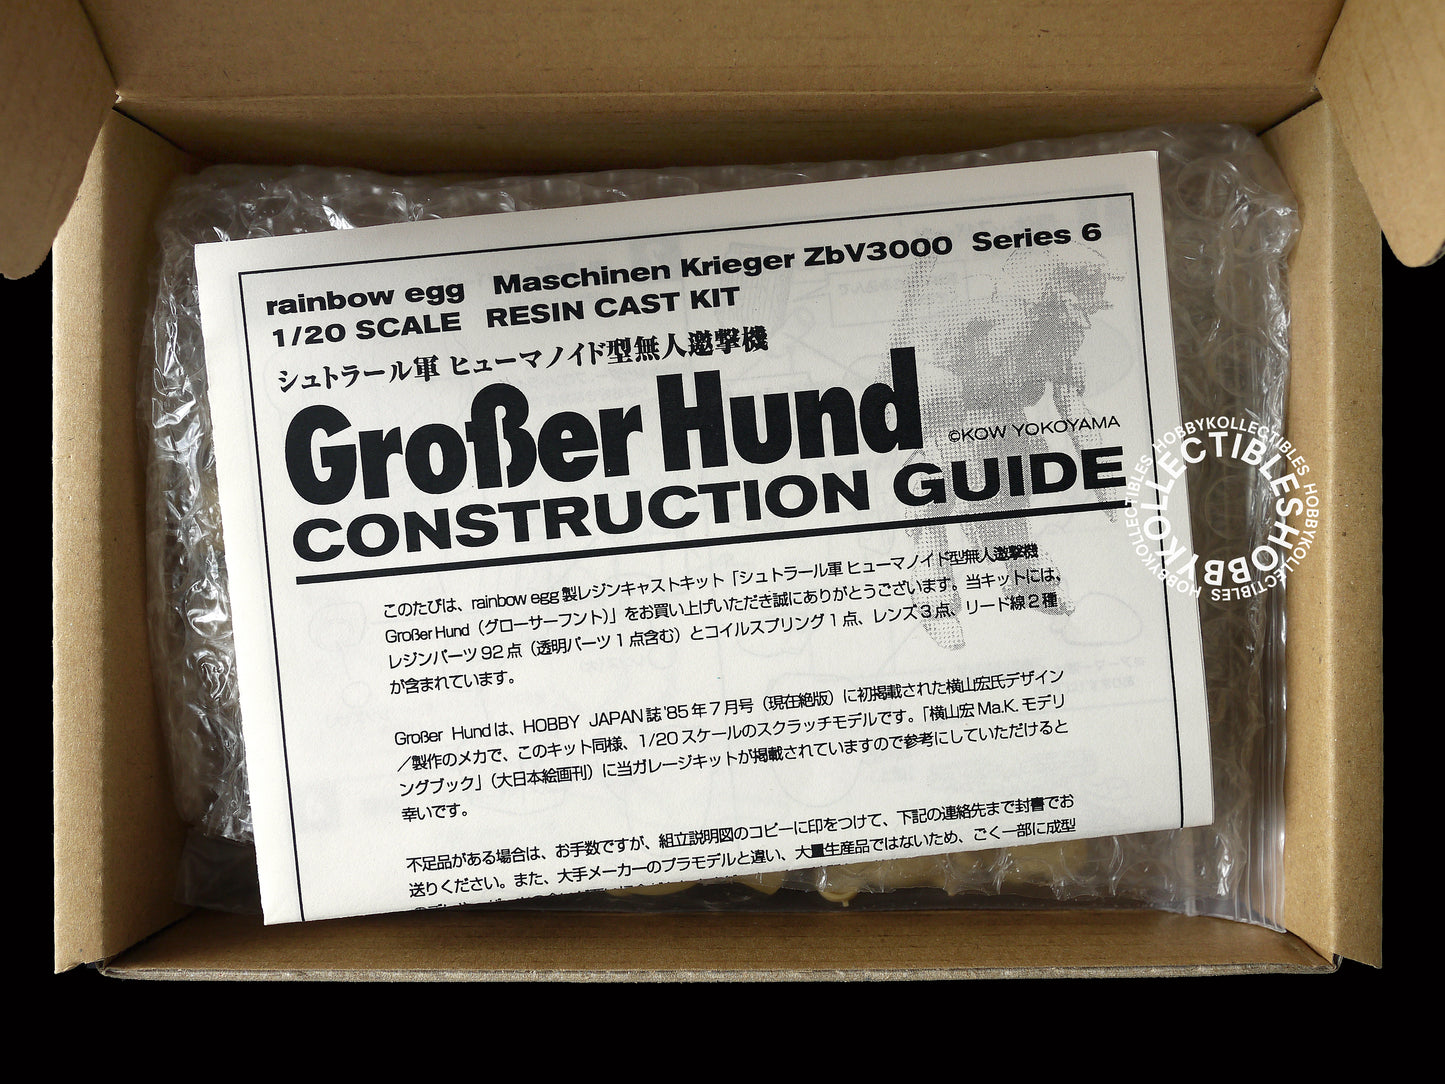 rainbow egg Maschinen Krieger ZbV3000 Series 6
1/20 SCALE RESIN CAST KIT
シュトラール軍 ヒューマノイド型無人邀撃機
Großer Hund
©KOW YOKOYAMA
CONSTRUCTION GUIDE
このたびは、rainbow egg 製レジンキャストキット「シュトラール軍 ヒューマノイド型無人邀撃機
Großer Hund（グローサーフント）」をお買い上げいただき誠にありがとうございます。当キットには、
レジンパーツ 92 点（透明パーツ 1 点含む）とコイルスプリング 1 点、レンズ 3 点、リード線 2 種
が含まれています。
Großer Hund は、HOBBY JAPAN 誌 '85 年 7 月号（現在絶版）に初掲載された横山宏氏デザイン
／製作のメカで、このキット同様、1/20 スケールのスクラッチモデルです。「横山宏 Ma.K. モデリ
ングブック」（大日本絵画刊）に当ガレージキットが掲載されていますので参考にしていただけると
幸いです。
不足品がある場合は、お手数ですが、組立説明図のコピーに印をつけて、下記の連絡先まで封書でお
送りください。また、大手メーカーのプラモデルと違い、大量生産品ではないため、ごく一部に成型
HOBBYKOLLECTIBLES HOBBYKOLLECTIBLES HOBBYKOLLECTIBLES
HOBBYKOLLECTIBLES